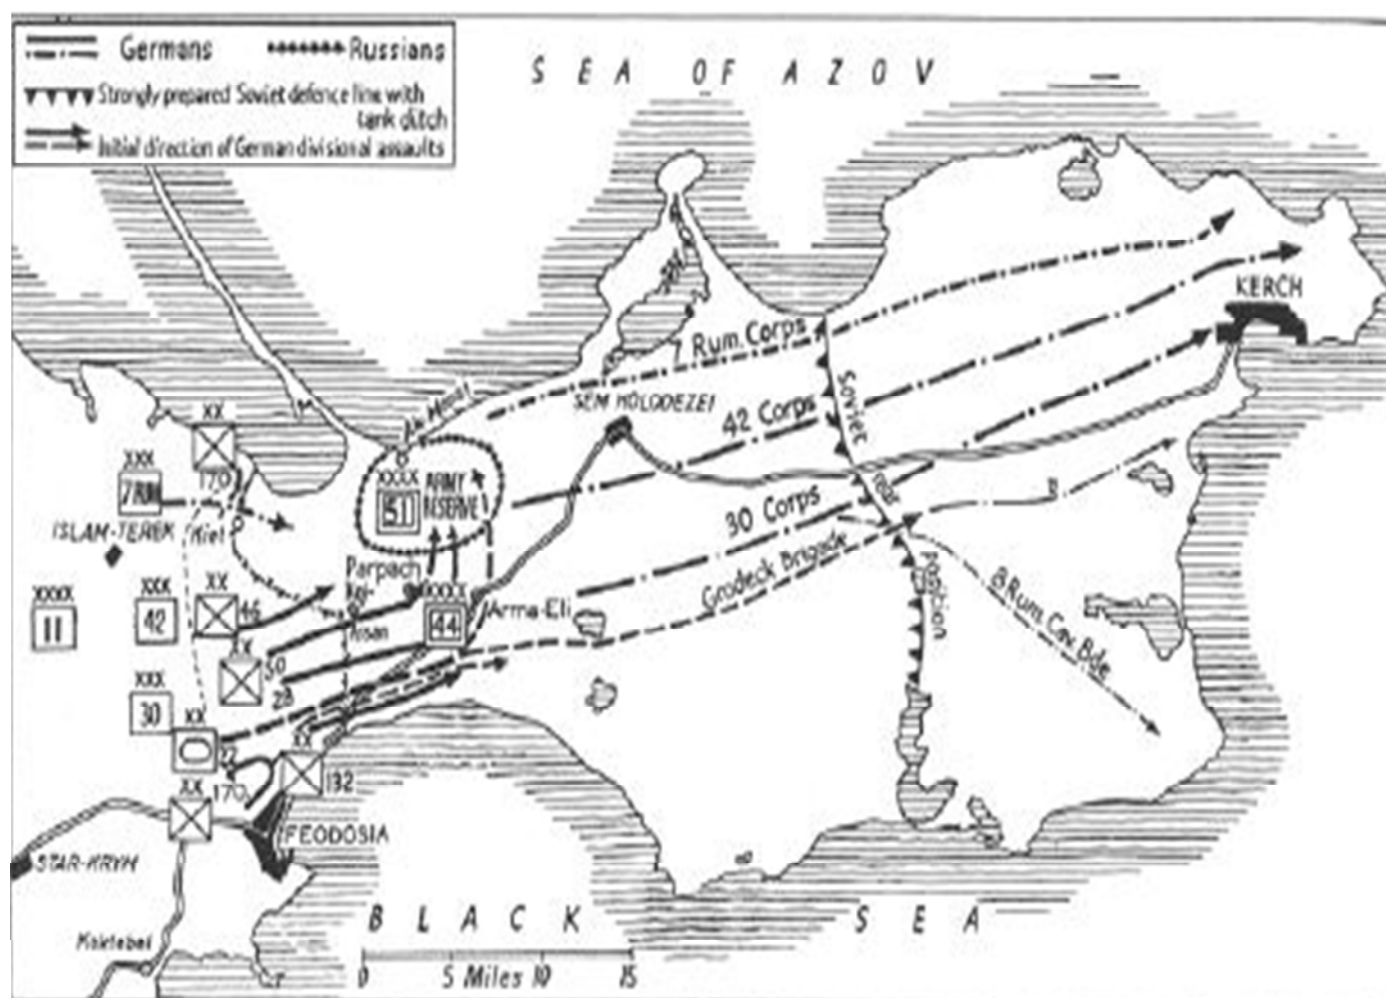 Germans
Russians
Strongly prepared Soviet defence line with
tank ditch
Initial direction of German divisional assaults
SEA OF AZOV
KERCH
Rum. Corps
SEM KOLODEZEI
42 Corps
Soviet
rear
position
30 Corps
Grodeck Brigade
8 Rum. Cav. Bde
XX
170
XXX
7 RUM
ISLAM-TEREK
Kiet
XXXX
51
ARMY
RESERVE
Parpach
XXXX
44
Arma-Eli
XXXX
11
XXX
42
XX
46
XX
50
28
XXX
30
XX
22
XX
132
XX
170
FEODOSIA
STAR-KRYM
Koktebel
BLACK SEA
0 5 Miles 10 15